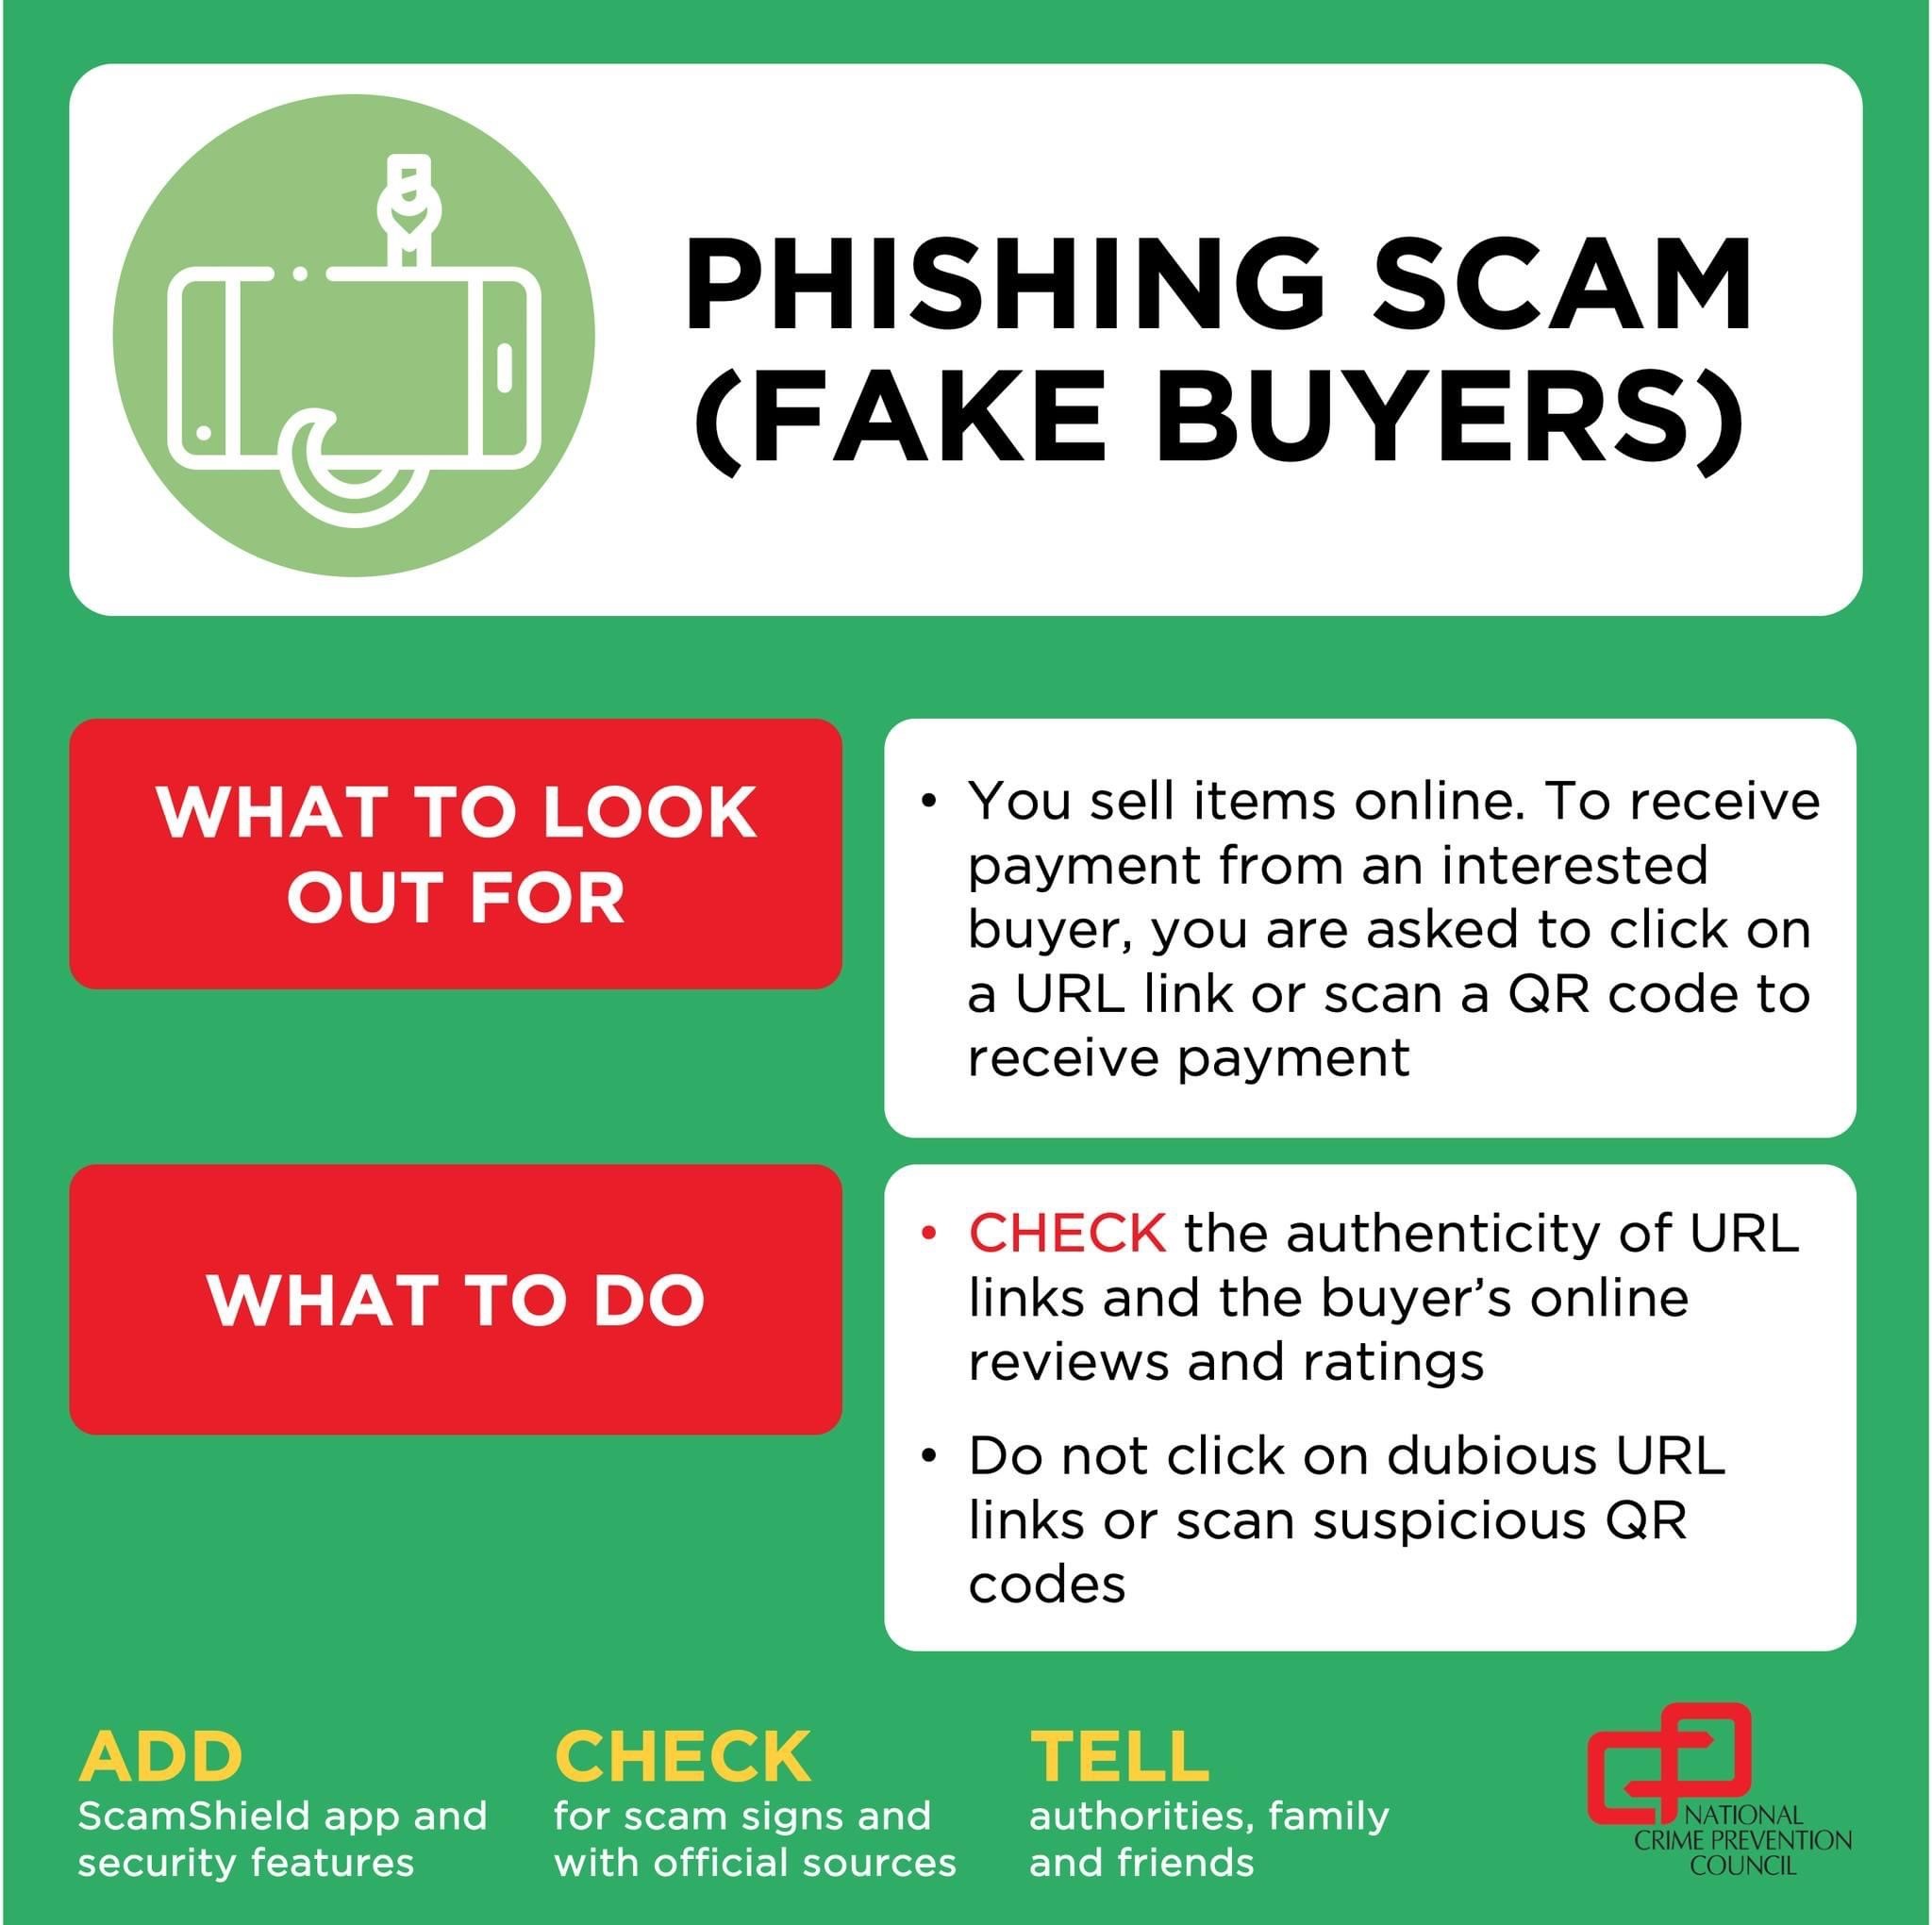 PHISHING SCAM
(FAKE BUYERS)
WHAT TO LOOK
OUT FOR
• You sell items online. To receive
payment from an interested
buyer, you are asked to click on
a URL link or scan a QR code to
receive payment
WHAT TO DO
• CHECK the authenticity of URL
links and the buyer’s online
reviews and ratings
• Do not click on dubious URL
links or scan suspicious QR
codes
ADD
ScamShield app and
security features
CHECK
for scam signs and
with official sources
TELL
authorities, family
and friends
NATIONAL
CRIME PREVENTION
COUNCIL